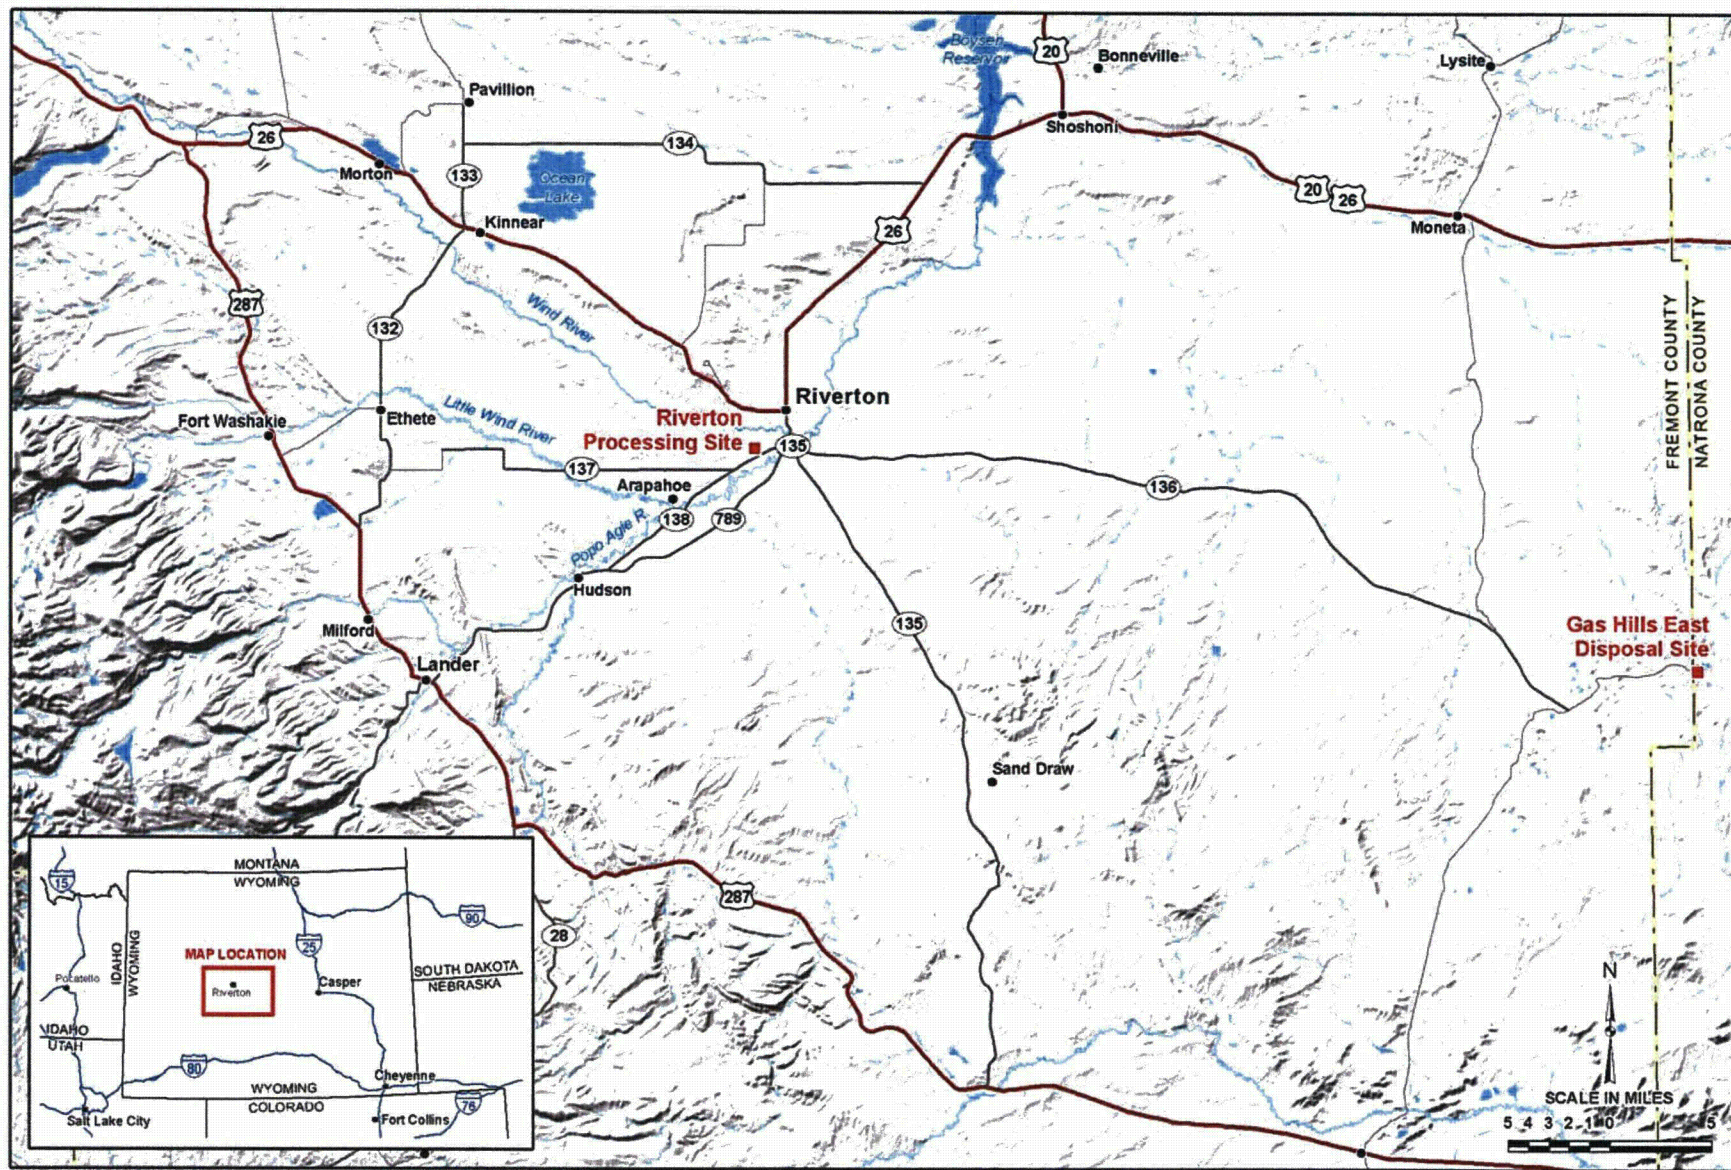 Boysen
Reservoir
20
Bonneville
Lysite
Pavillion
Shoshoni
26
134
Morton
133
Ocean
Lake
20
26
Kinnear
26
Moneta
287
Wind River
132
FREMONT COUNTY
NATRONA COUNTY
Riverton
Fort Washakie
Ethete
Little Wind River
Riverton
Processing Site
135
137
136
Arapahoe
138
789
Popo Agie R.
Hudson
135
Milford
Gas Hills East
Disposal Site
Lander
Sand Draw
287
28
MONTANA
WYOMING
15
90
25
IDAHO
WYOMING
MAP LOCATION
Pocatello
Riverton
Casper
SOUTH DAKOTA
NEBRASKA
IDAHO
UTAH
80
Cheyenne
WYOMING
COLORADO
76
Salt Lake City
Fort Collins
N
SCALE IN MILES
5 4 3 2 1 0 5